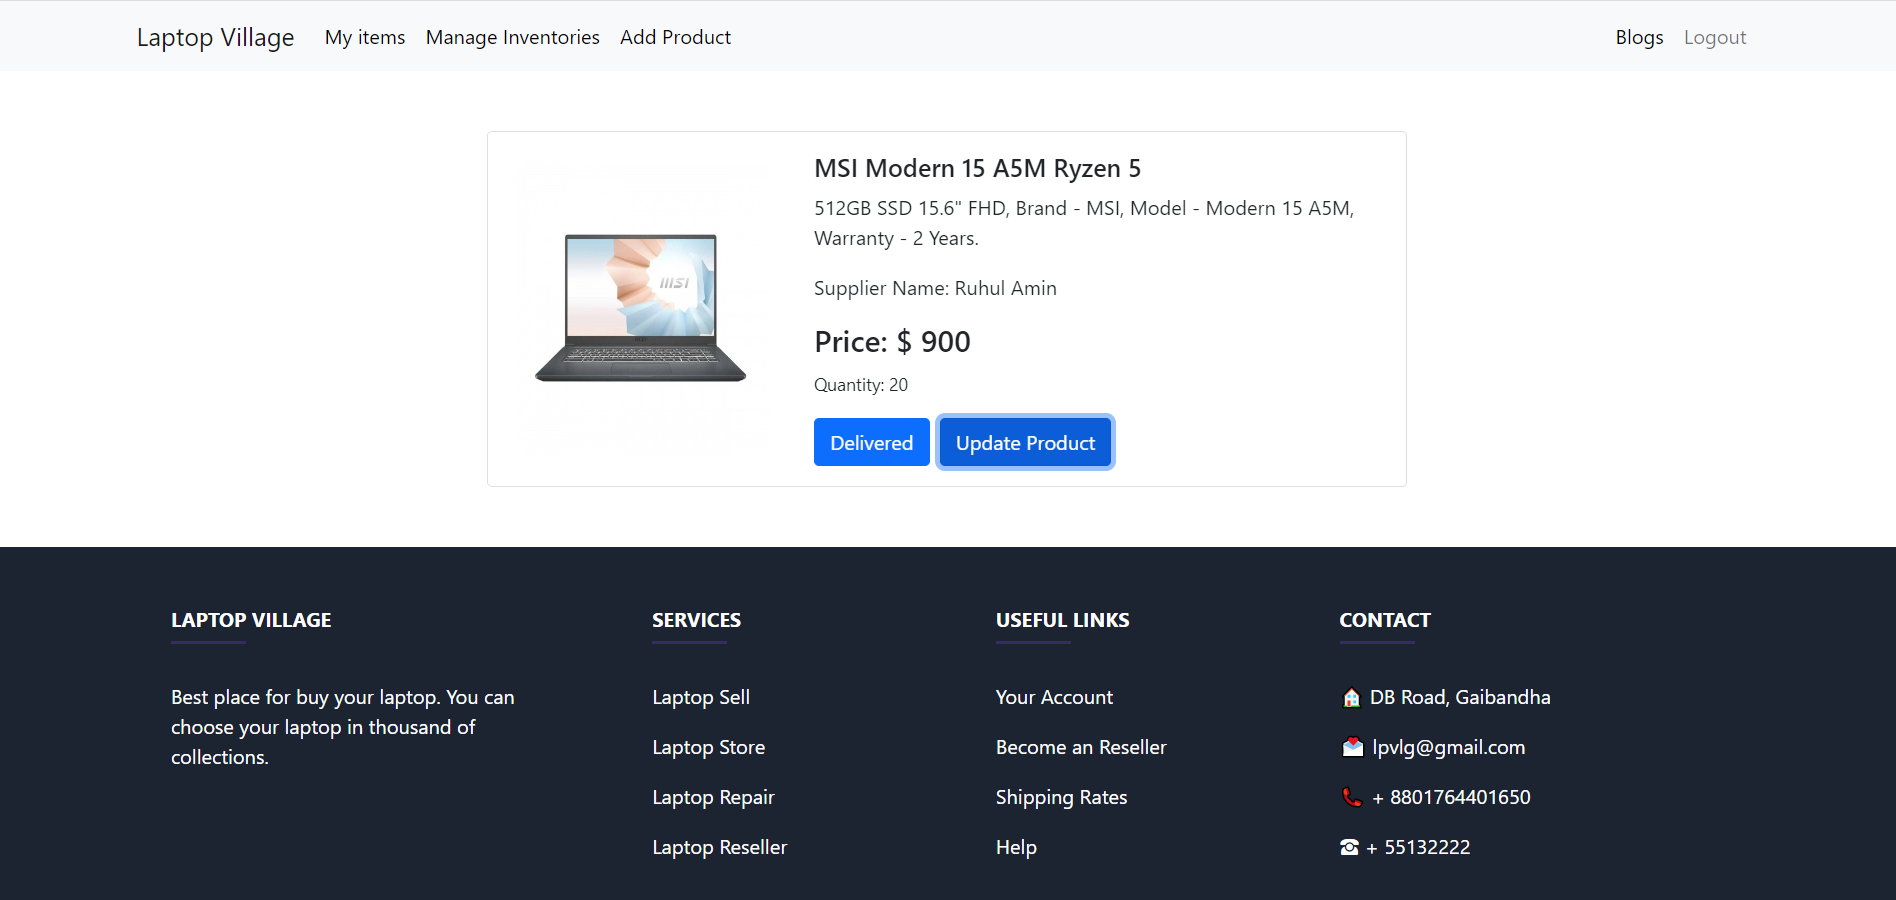 Laptop Village My items Manage Inventories Add Product Blogs Logout
MSI Modern 15 A5M Ryzen 5
512GB SSD 15.6" FHD, Brand - MSI, Model - Modern 15 A5M,
Warranty - 2 Years.
Supplier Name: Ruhul Amin
msi
Price: $ 900
Quantity: 20
Delivered Update Product
LAPTOP VILLAGE
Best place for buy your laptop. You can
choose your laptop in thousand of
collections.
SERVICES
Laptop Sell
Laptop Store
Laptop Repair
Laptop Reseller
USEFUL LINKS
Your Account
Become an Reseller
Shipping Rates
Help
CONTACT
🏠 DB Road, Gaibandha
💌 lpvlg@gmail.com
📞 + 8801764401650
☎ + 55132222